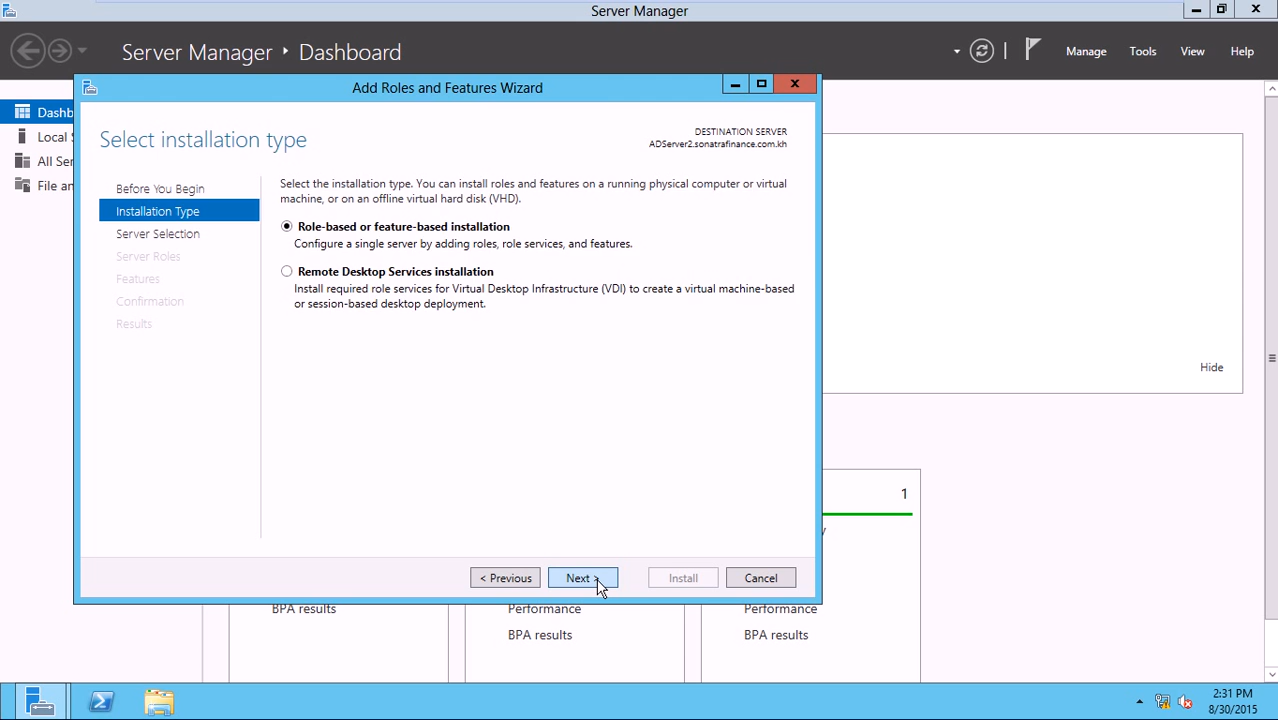 Server Manager
Server Manager ‣ Dashboard
Manage Tools View Help
Add Roles and Features Wizard
Dashb
Local S
All Ser
File an
Select installation type
DESTINATION SERVER
ADServer2.sonatrafinance.com.kh
Before You Begin
Installation Type
Server Selection
Server Roles
Features
Confirmation
Results
Select the installation type. You can install roles and features on a running physical computer or virtual
machine, or on an offline virtual hard disk (VHD).
Role-based or feature-based installation
Configure a single server by adding roles, role services, and features.
Remote Desktop Services installation
Install required role services for Virtual Desktop Infrastructure (VDI) to create a virtual machine-based
or session-based desktop deployment.
Hide
1
< Previous
Next >
Install
Cancel
BPA results
Performance
BPA results
Performance
BPA results
2:31 PM
8/30/2015